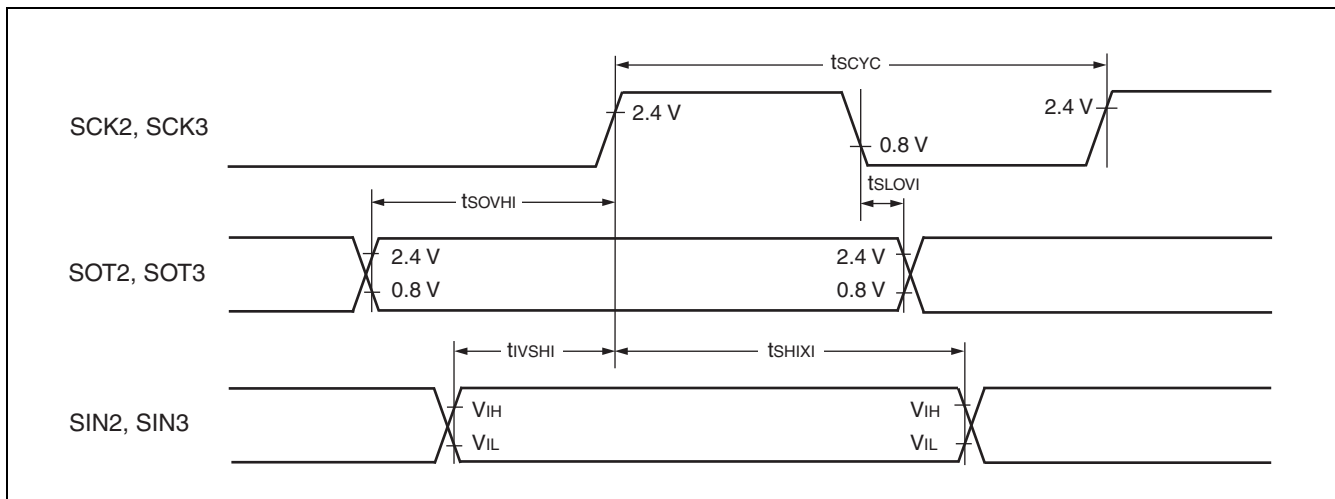 tSCYC
SCK2, SCK3
2.4 V
2.4 V
0.8 V
tSLOVI
tSOVHI
SOT2, SOT3
2.4 V
2.4 V
0.8 V
0.8 V
tIVSHI
tSHIXI
SIN2, SIN3
VIH
VIH
VIL
VIL